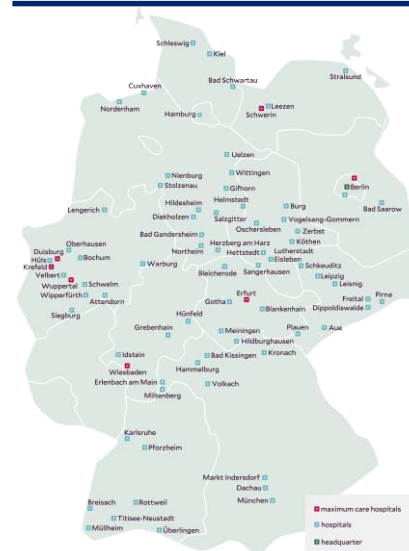 Schleswig
Kiel
Stralsund
Bad Schwartau
Cuxhaven
Leezen
Nordenham
Schwerin
Hamburg
Uelzen
Berlin
Nienburg
Wittingen
Stolzenau
Gifhorn
Helmstedt
Bad Saarow
Hildesheim
Burg
Lengerich
Diekholzen
Salzgitter
Vogelsang-Gommern
Oschersleben
Zerbst
Bad Gandersheim
Köthen
Oberhausen
Northeim
Herzberg am Harz
Lutherstadt
Eisleben
Duisburg
Hettstedt
Hüls
Bochum
Warburg
Schkeuditz
Krefeld
Bleicherode
Sangerhausen
Velbert
Leipzig
Wuppertal
Schwelm
Leisnig
Wipperfürth
Erfurt
Freital
Pirna
Attendorn
Gotha
Dippoldiswalde
Siegburg
Hünfeld
Blankenhain
Grebenhain
Meiningen
Plauen
Aue
Hildburghausen
Idstein
Bad Kissingen
Kronach
Wiesbaden
Hammelburg
Erlenbach am Main
Volkach
Miltenberg
Karlsruhe
Pforzheim
Markt Indersdorf
Dachau
Breisach
Rottweil
München
Titisee-Neustadt
Müllheim
Überlingen
maximum care hospitals
hospitals
headquarter